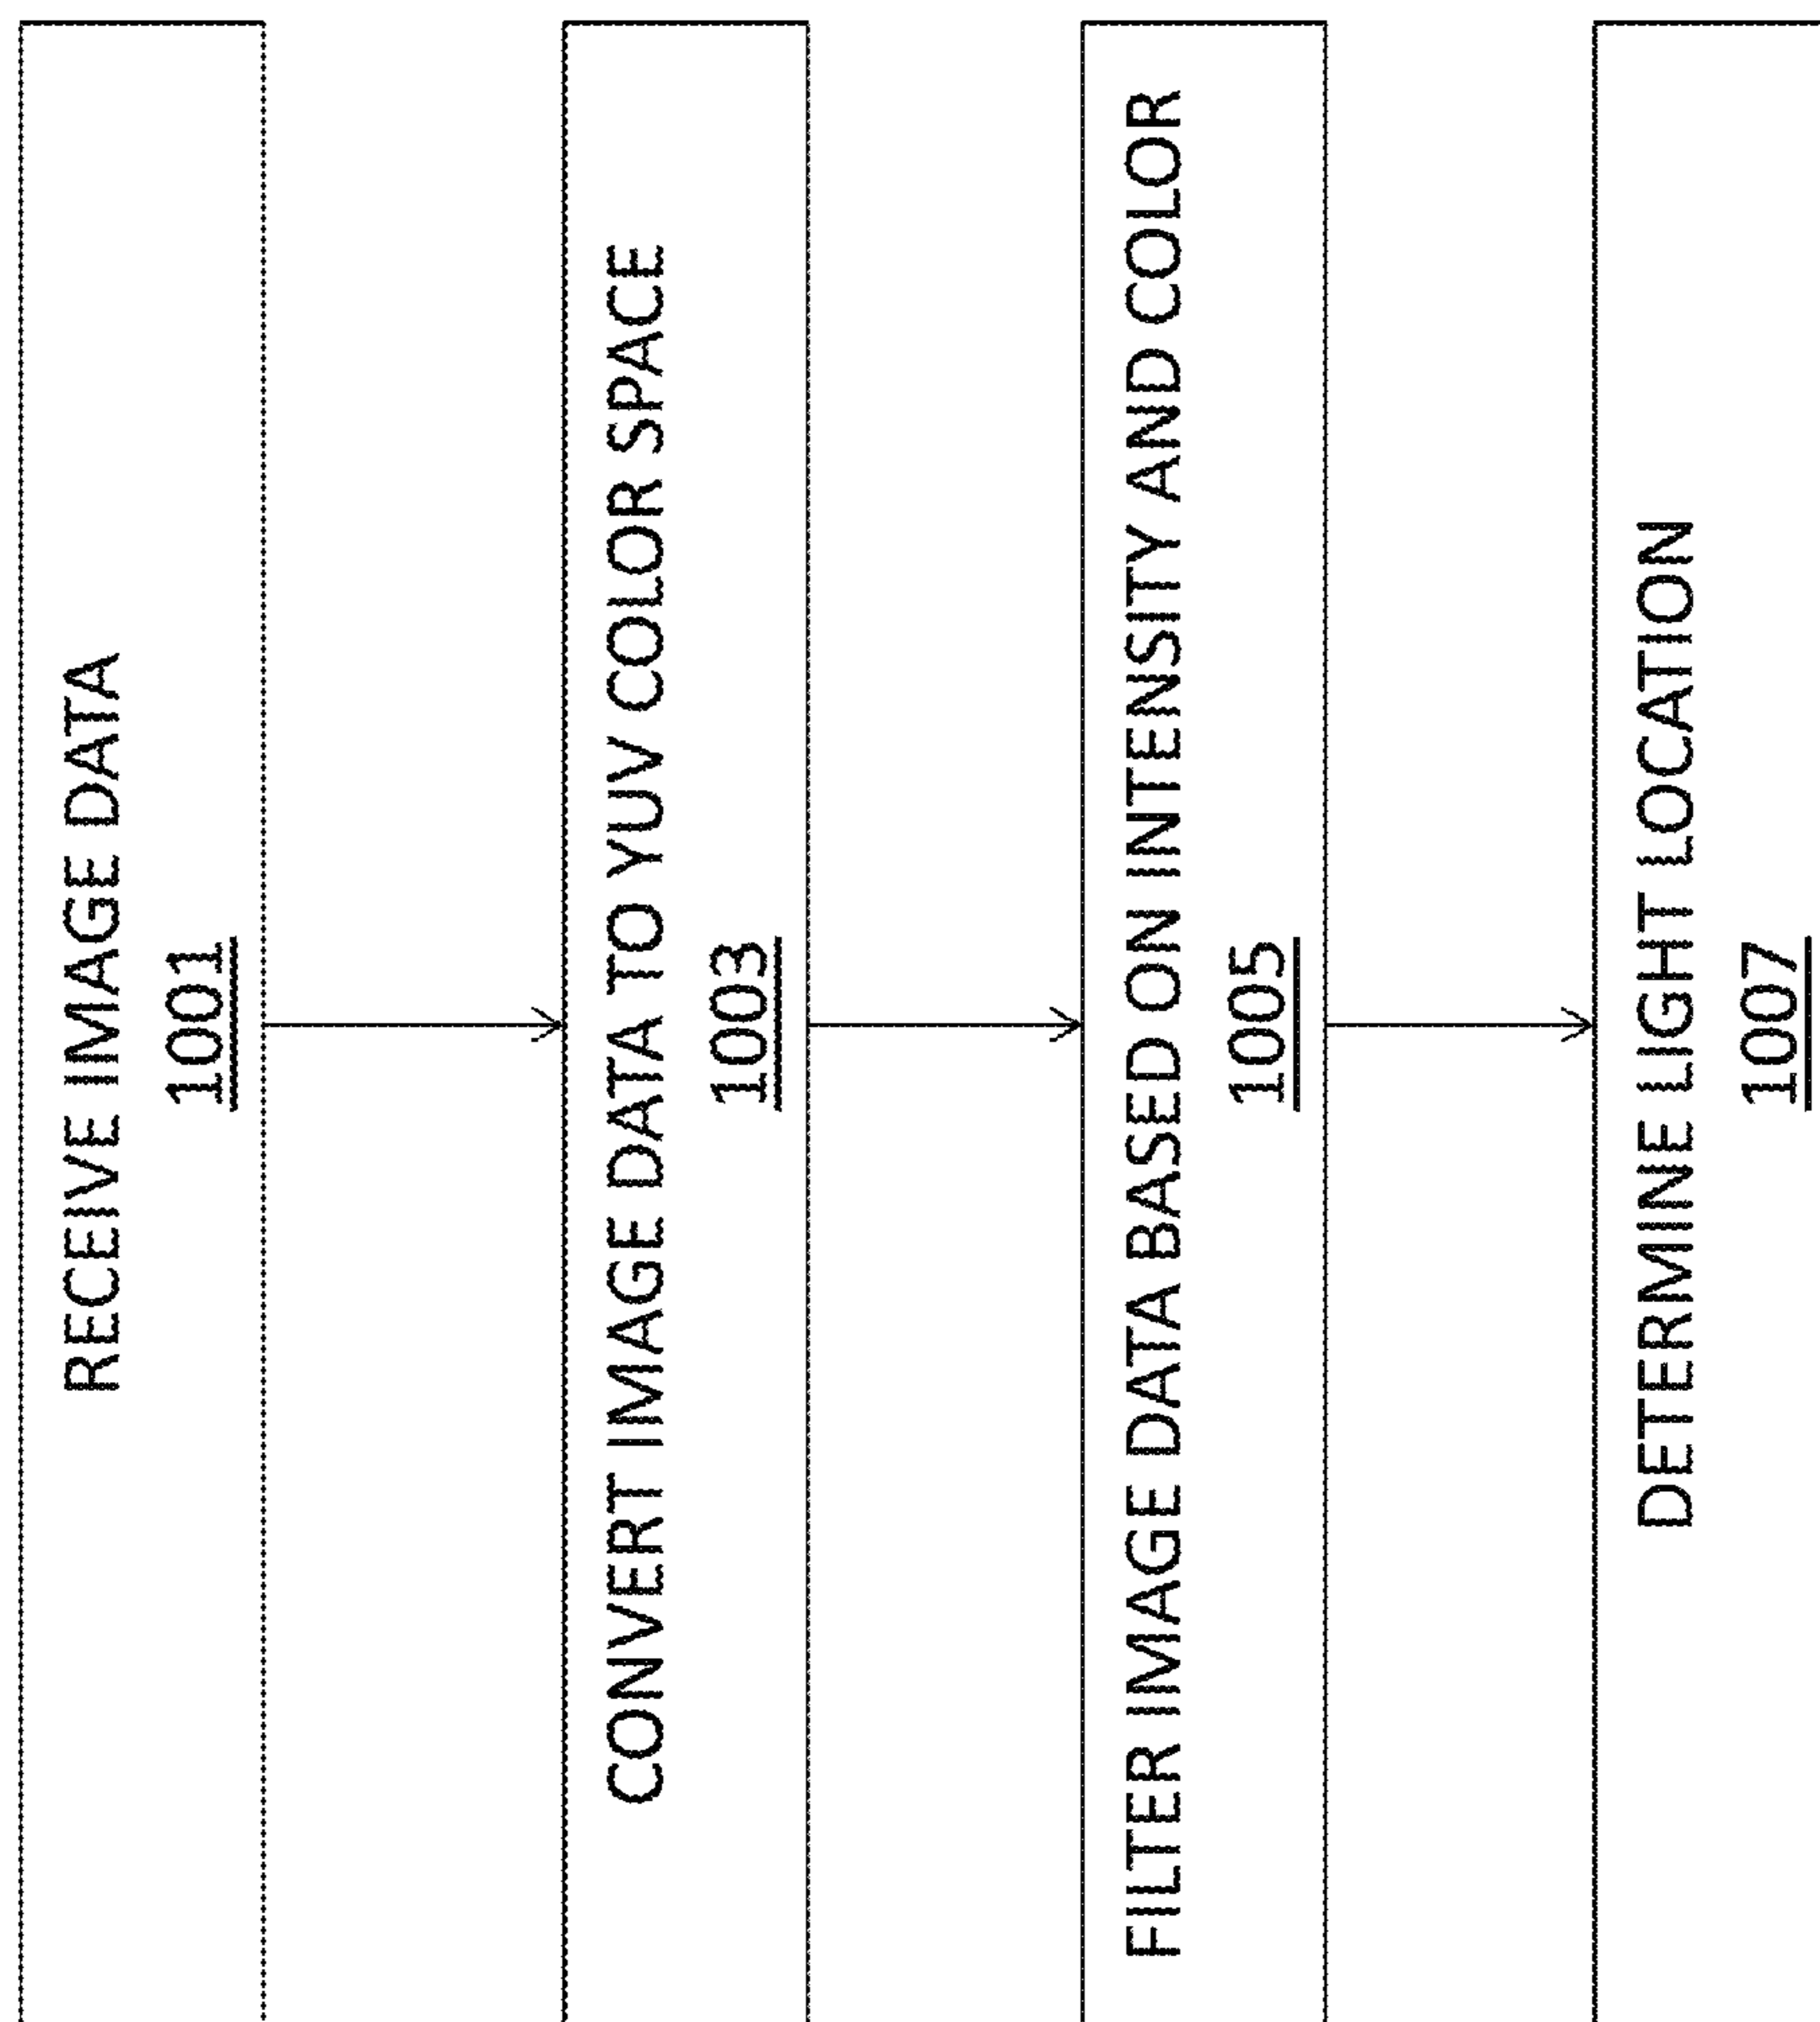 RECEIVE IMAGE DATA
1001
CONVERT IMAGE DATA TO YUV COLOR SPACE
1003
FILTER IMAGE DATA BASED ON INTENSITY AND COLOR
1005
DETERMINE LIGHT LOCATION
1007